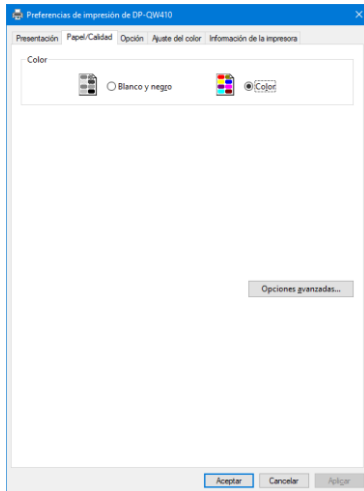 Preferencias de impresión de DP-QW410
Presentación Papel/Calidad Opción Ajuste del color Información de la impresora
Color
Blanco y negro Color
Opciones avanzadas...
Aceptar Cancelar Aplicar